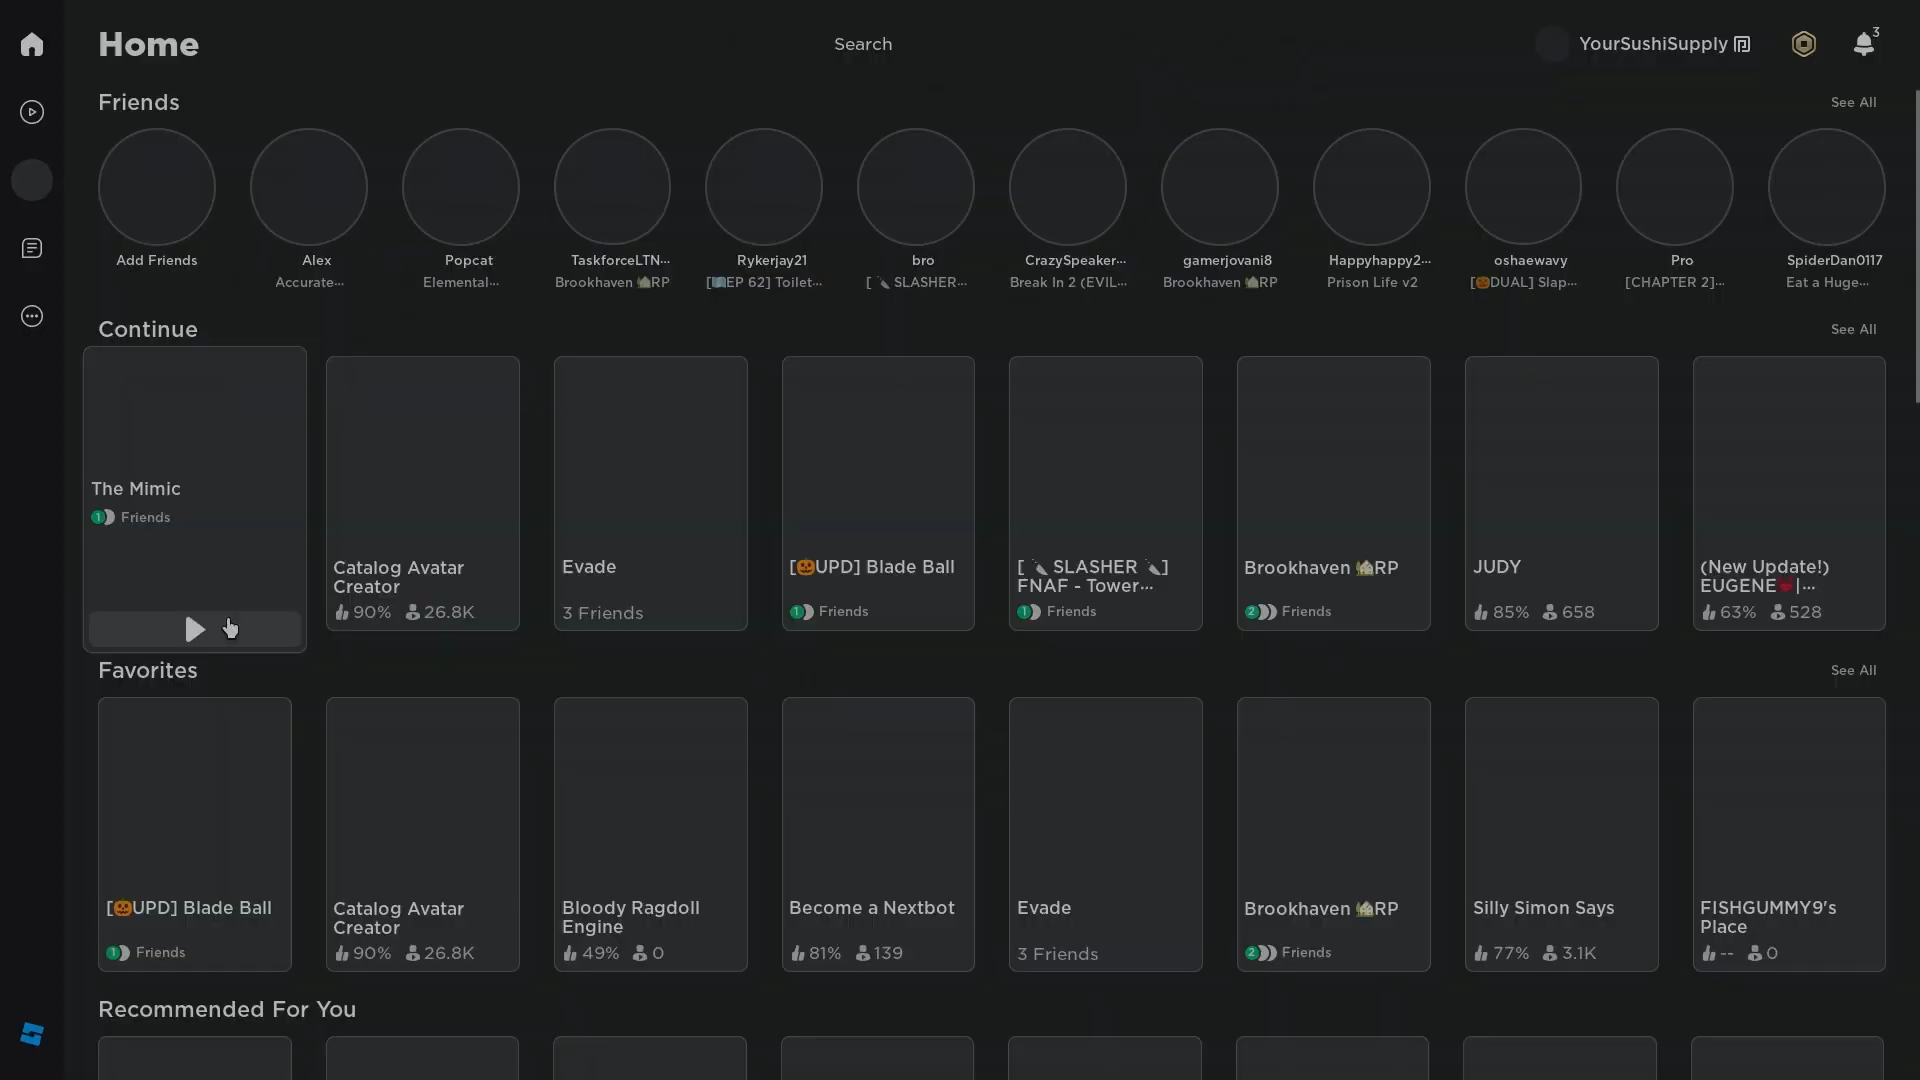 Home
Search
YourSushiSupply
3
Friends
See All
Add Friends
Alex
Popcat
TaskforceLTN...
Rykerjay21
bro
CrazySpeaker...
gamerjovani8
Happyhappy2...
oshaewavy
Pro
SpiderDan0117
Accurate...
Elemental...
Brookhaven 🏡RP
[🗺️EP 62] Toilet...
[ 🔪 SLASHER...
Break In 2 (EVIL...
Brookhaven 🏡RP
Prison Life v2
[🎃DUAL] Slap...
[CHAPTER 2]...
Eat a Huge...
Continue
See All
The Mimic
1 Friends
Catalog Avatar
Creator
90% 26.8K
Evade
3 Friends
[🎃UPD] Blade Ball
1 Friends
[ 🔪 SLASHER 🔪]
FNAF - Tower...
1 Friends
Brookhaven 🏡RP
2 Friends
JUDY
85% 658
(New Update!)
EUGENE👹|...
63% 528
Favorites
See All
[🎃UPD] Blade Ball
1 Friends
Catalog Avatar
Creator
90% 26.8K
Bloody Ragdoll
Engine
49% 0
Become a Nextbot
81% 139
Evade
3 Friends
Brookhaven 🏡RP
2 Friends
Silly Simon Says
77% 3.1K
FISHGUMMY9's
Place
-- 0
Recommended For You